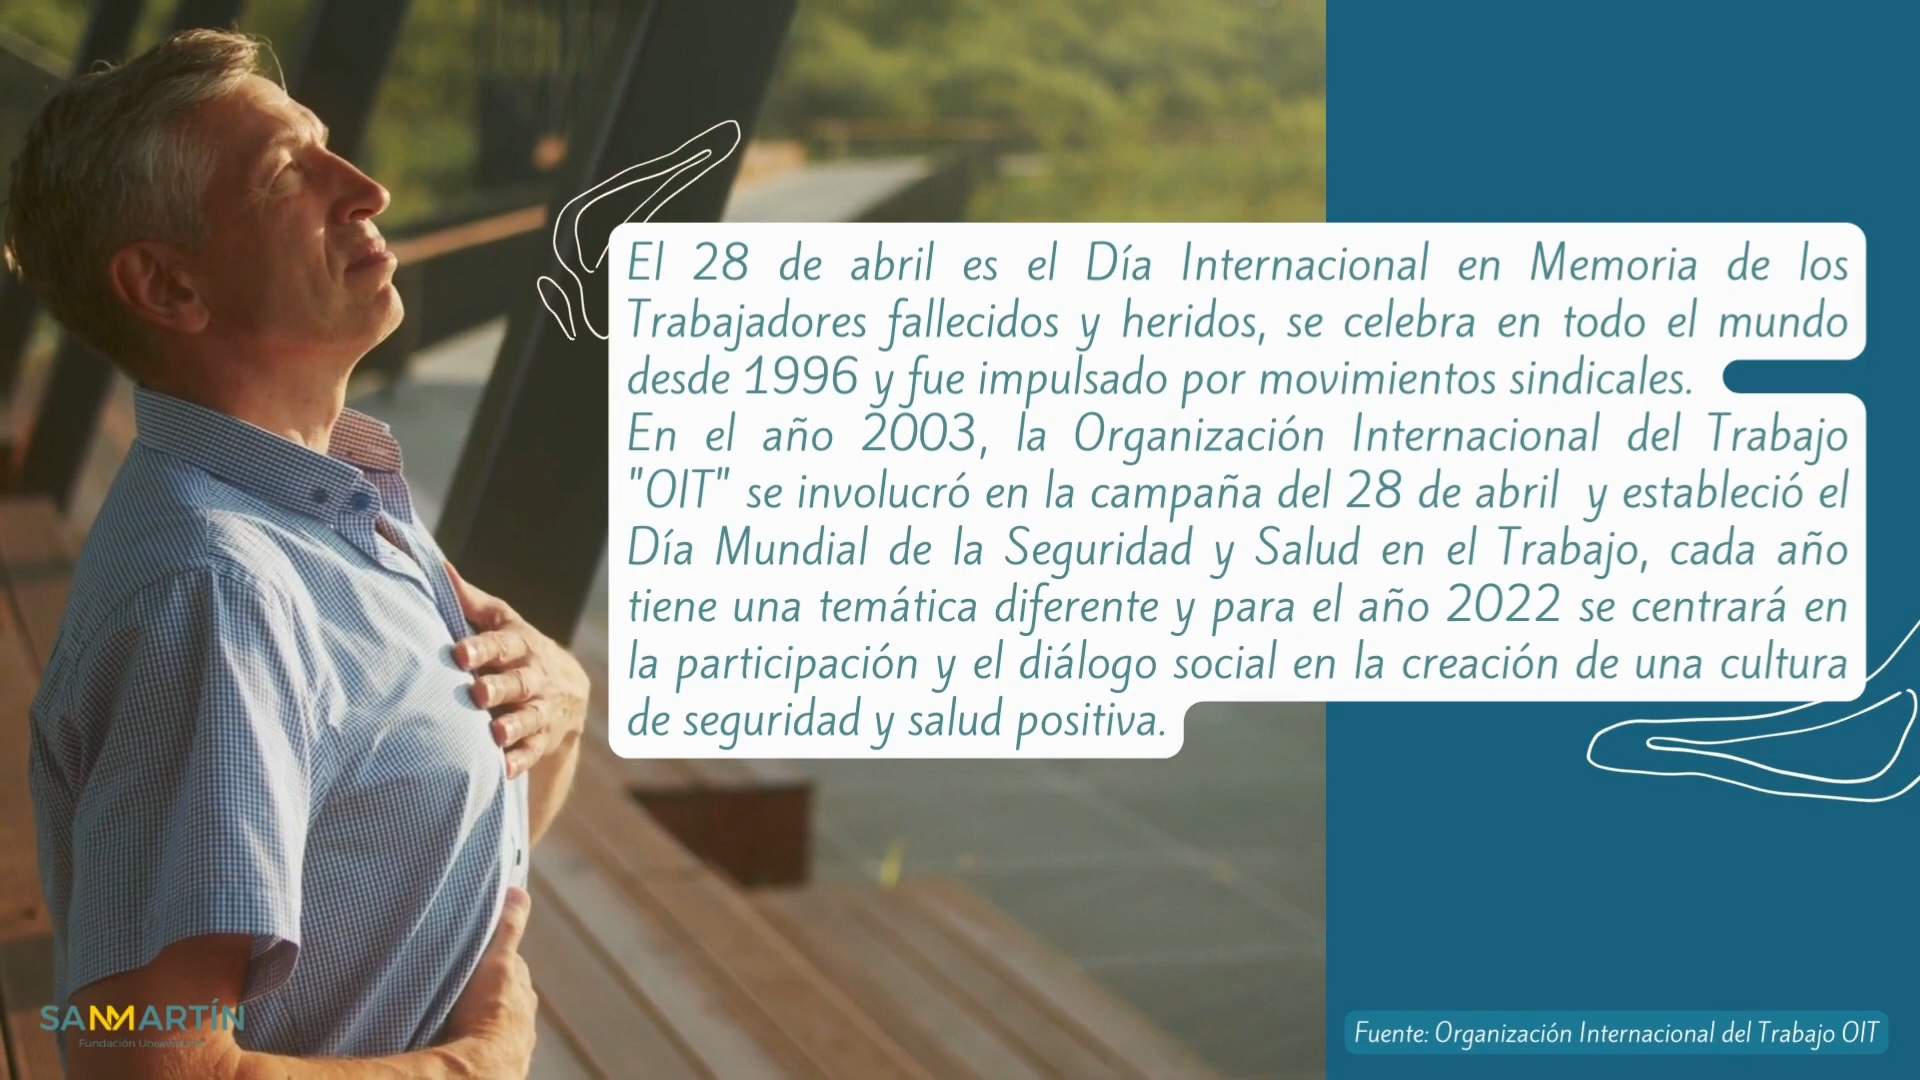 El 28 de abril es el Día Internacional en Memoria de los
Trabajadores fallecidos y heridos, se celebra en todo el mundo
desde 1996 y fue impulsado por movimientos sindicales.
En el año 2003, la Organización Internacional del Trabajo
"OIT" se involucró en la campaña del 28 de abril y estableció el
Día Mundial de la Seguridad y Salud en el Trabajo, cada año
tiene una temática diferente y para el año 2022 se centrará en
la participación y el diálogo social en la creación de una cultura
de seguridad y salud positiva.
SANMARTÍN
Fundación Universitaria
Fuente: Organización Internacional del Trabajo OIT